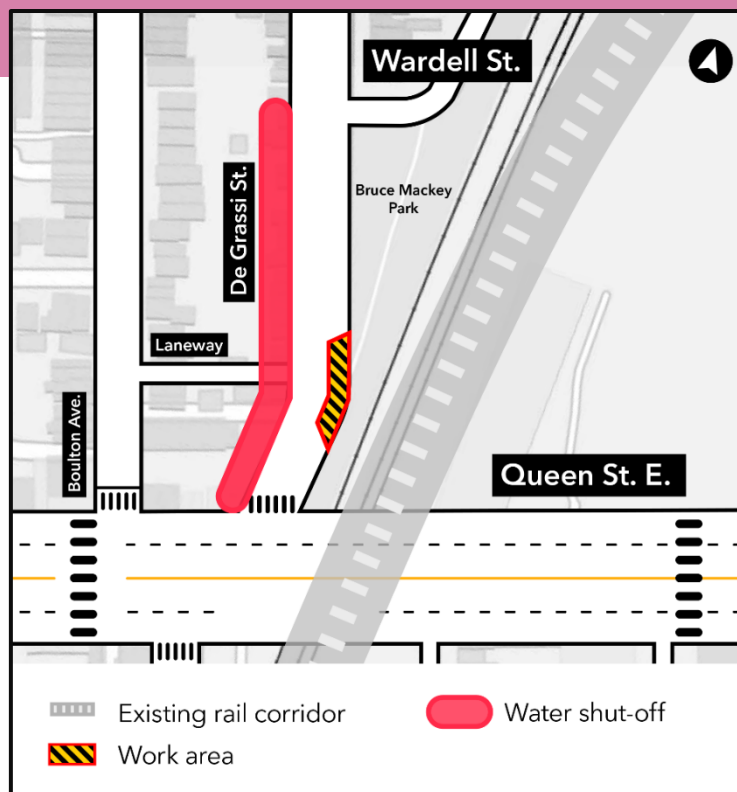 Wardell St.
De Grassi St.
Bruce Mackey
Park
Laneway
Boulton Ave.
Queen St. E.
Existing rail corridor
Water shut-off
Work area